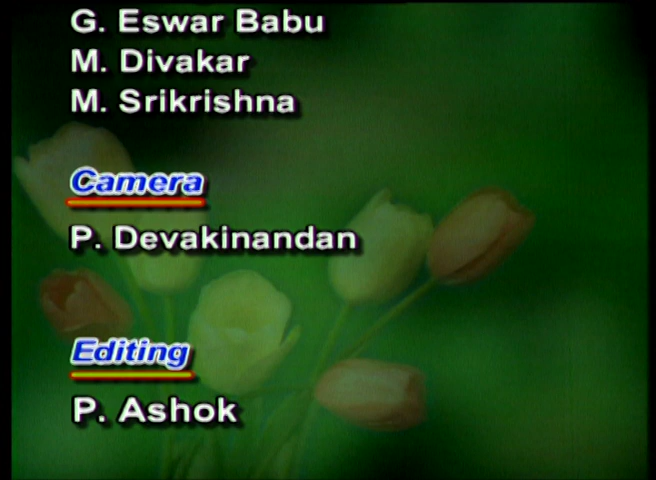 G. Eswar Babu
M. Divakar
M. Srikrishna
Camera
P. Devakinandan
Editing
P. Ashok